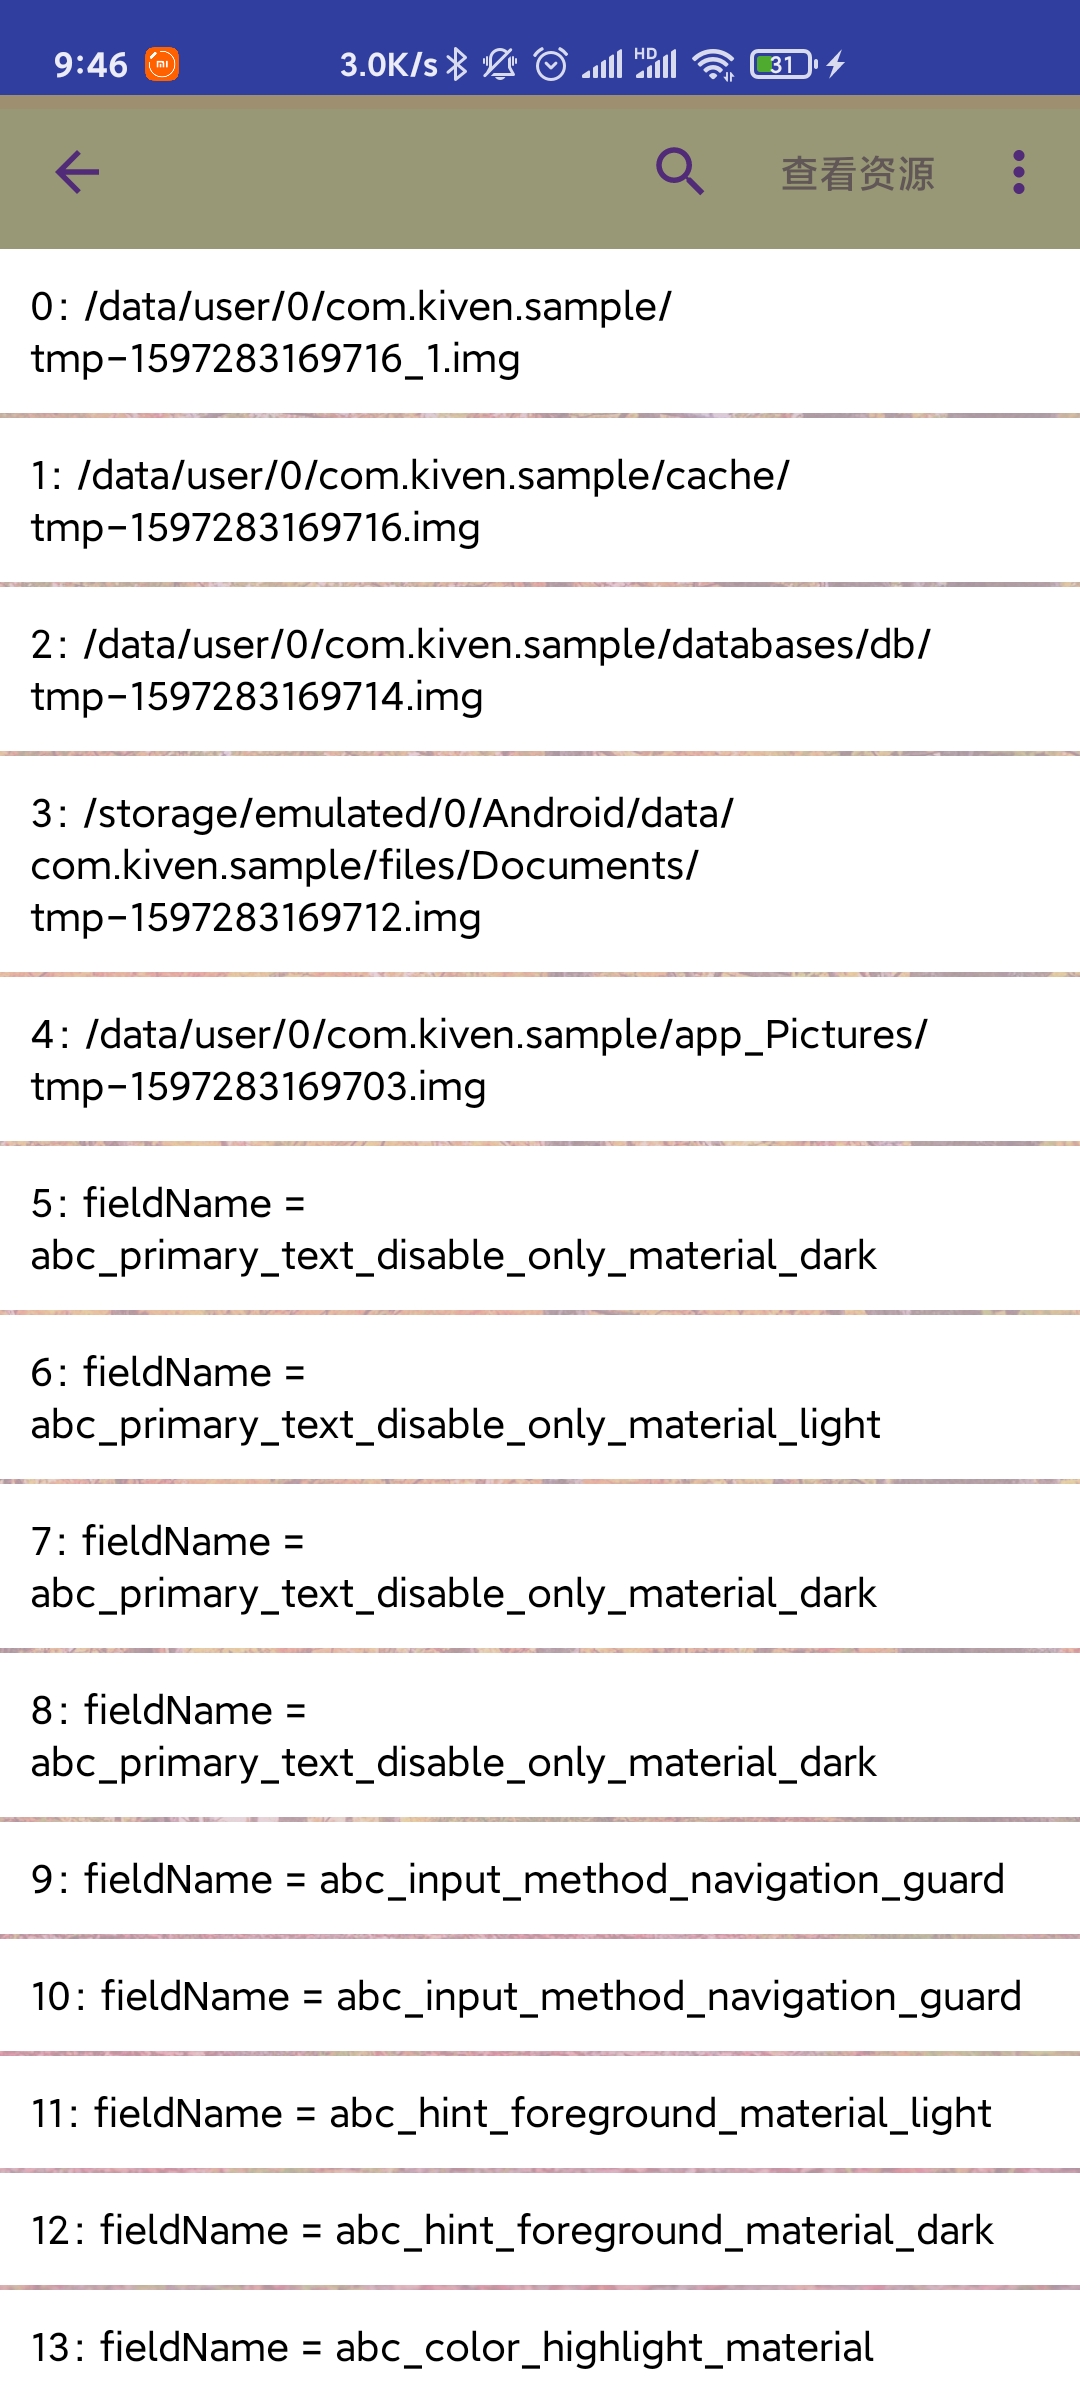 9:46
3.0K/s
HD
31
查看资源
0: /data/user/0/com.kiven.sample/
tmp-1597283169716_1.img
1: /data/user/0/com.kiven.sample/cache/
tmp-1597283169716.img
2: /data/user/0/com.kiven.sample/databases/db/
tmp-1597283169714.img
3: /storage/emulated/0/Android/data/
com.kiven.sample/files/Documents/
tmp-1597283169712.img
4: /data/user/0/com.kiven.sample/app_Pictures/
tmp-1597283169703.img
5: fieldName =
abc_primary_text_disable_only_material_dark
6: fieldName =
abc_primary_text_disable_only_material_light
7: fieldName =
abc_primary_text_disable_only_material_dark
8: fieldName =
abc_primary_text_disable_only_material_dark
9: fieldName = abc_input_method_navigation_guard
10: fieldName = abc_input_method_navigation_guard
11: fieldName = abc_hint_foreground_material_light
12: fieldName = abc_hint_foreground_material_dark
13: fieldName = abc_color_highlight_material